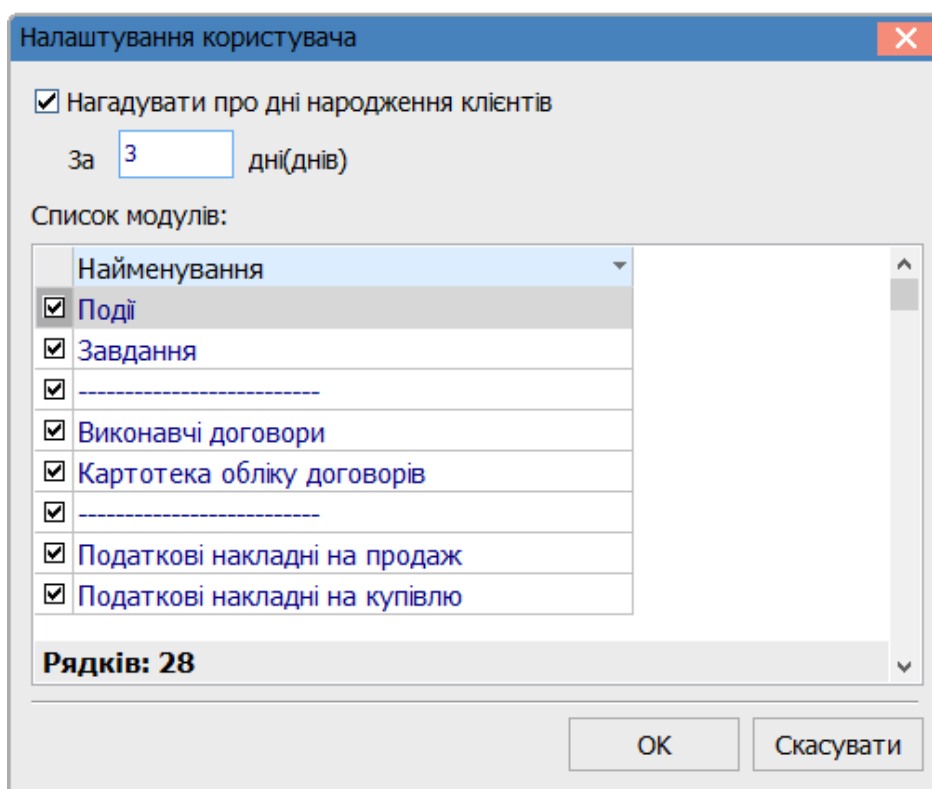 Налаштування користувача
Нагадувати про дні народження клієнтів
За 3 дні(днів)
Список модулів:
Найменування
Події
Завдання
--------------------------
Виконавчі договори
Картотека обліку договорів
--------------------------
Податкові накладні на продаж
Податкові накладні на купівлю
Рядків: 28
OK Скасувати